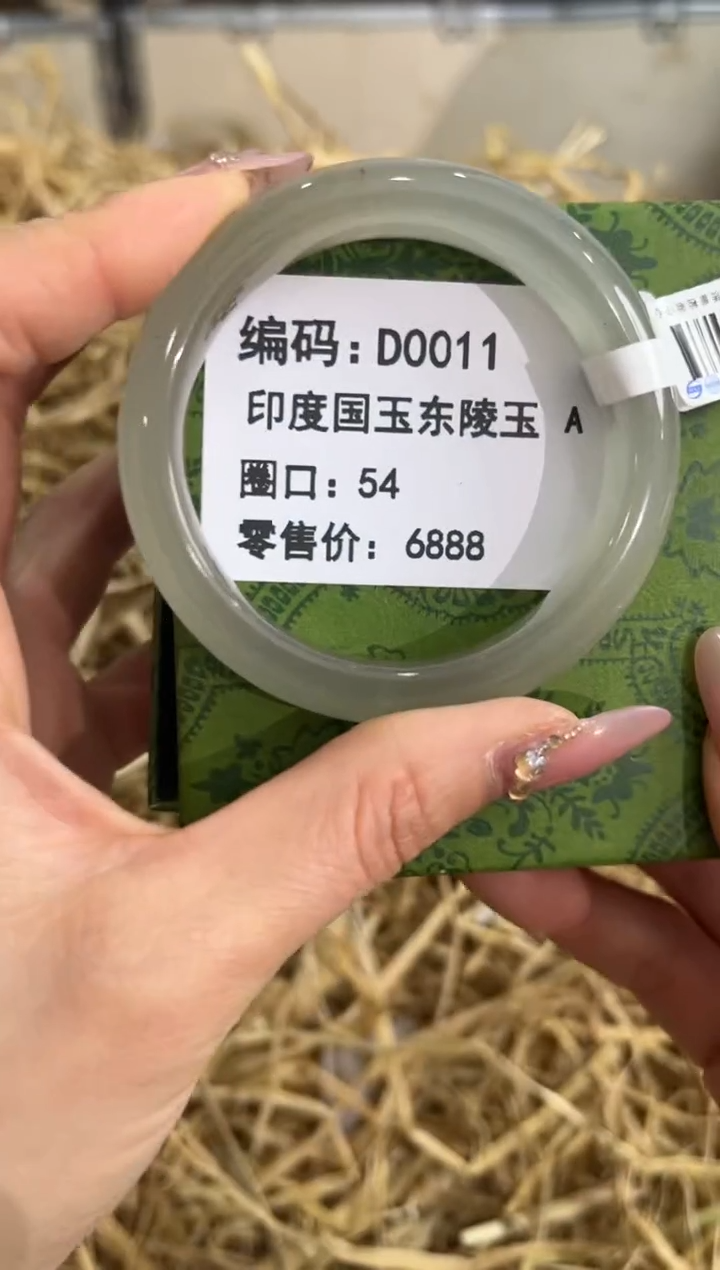 编码：D0011
印度国玉东陵玉 A
圈口：54
零售价：6888